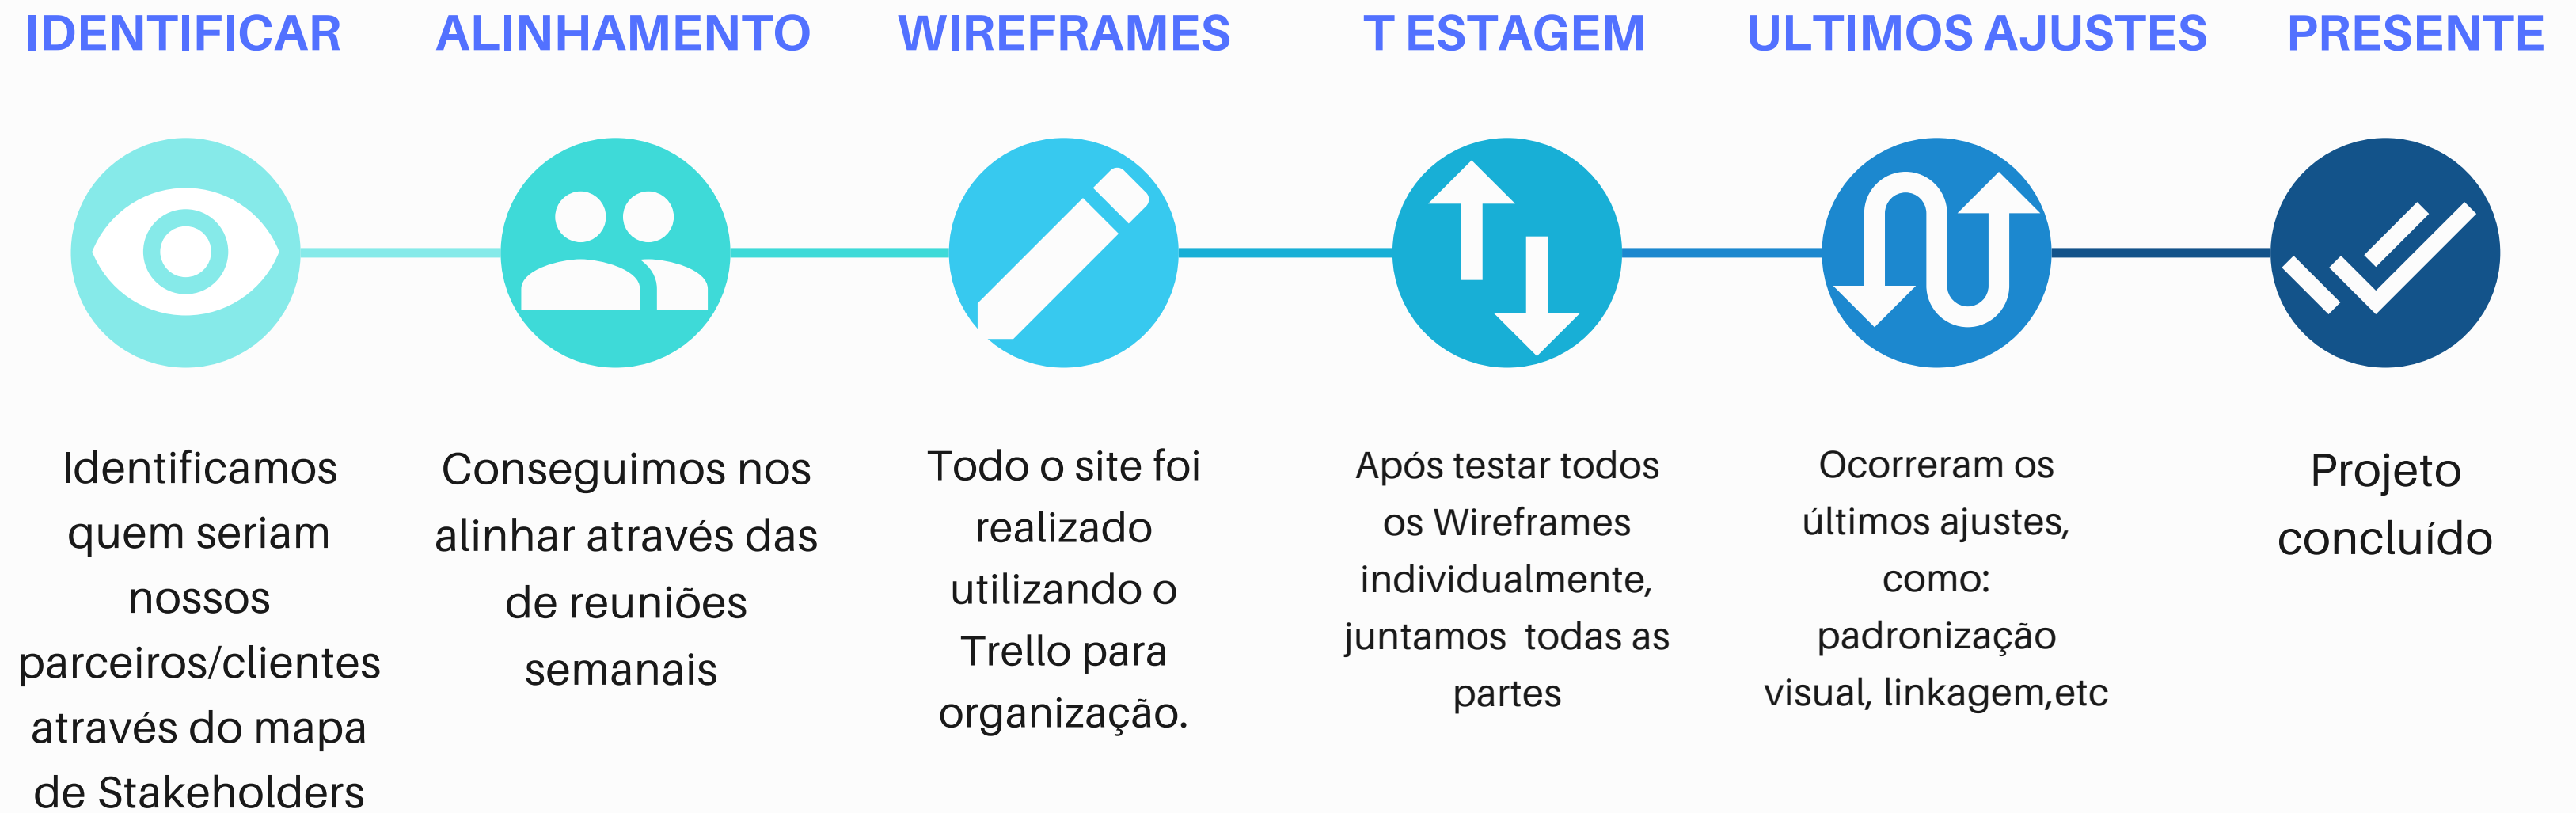 IDENTIFICAR
Identificamos
quem seriam
nossos
parceiros/clientes
através do mapa
de Stakeholders
ALINHAMENTO
Conseguimos nos
alinhar através das
de reuniões
semanais
WIREFRAMES
Todo o site foi
realizado
utilizando o
Trello para
organização.
T ESTAGEM
Após testar todos
os Wireframes
individualmente,
juntamos  todas as
partes
ULTIMOS AJUSTES
Ocorreram os
últimos ajustes,
como:
padronização
visual, linkagem,etc
PRESENTE
Projeto
concluído